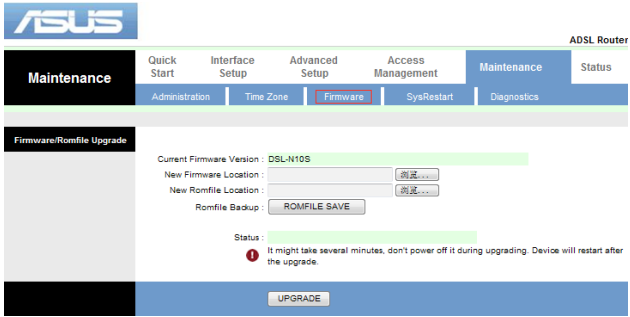 ASUS
ADSL Router
Maintenance
Quick Start
Interface Setup
Advanced Setup
Access Management
Maintenance
Status
Administration
Time Zone
Firmware
SysRestart
Diagnostics
Firmware/Romfile Upgrade
Current Firmware Version : DSL-N10S
New Firmware Location : 浏览...
New Romfile Location : 浏览...
Romfile Backup : ROMFILE SAVE
Status :
! It might take several minutes, don't power off it during upgrading. Device will restart after
the upgrade.
UPGRADE